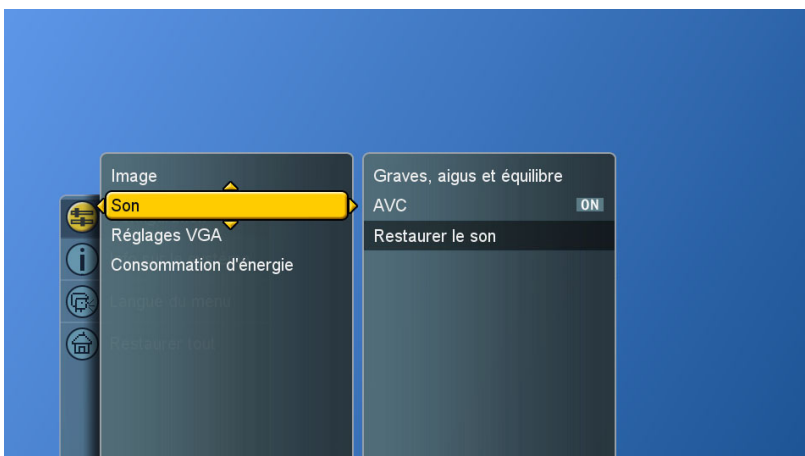 Image
Son
Réglages VGA
Consommation d'énergie
Langue du menu
Restaurer tout
Graves, aigus et équilibre
AVC ON
Restaurer le son